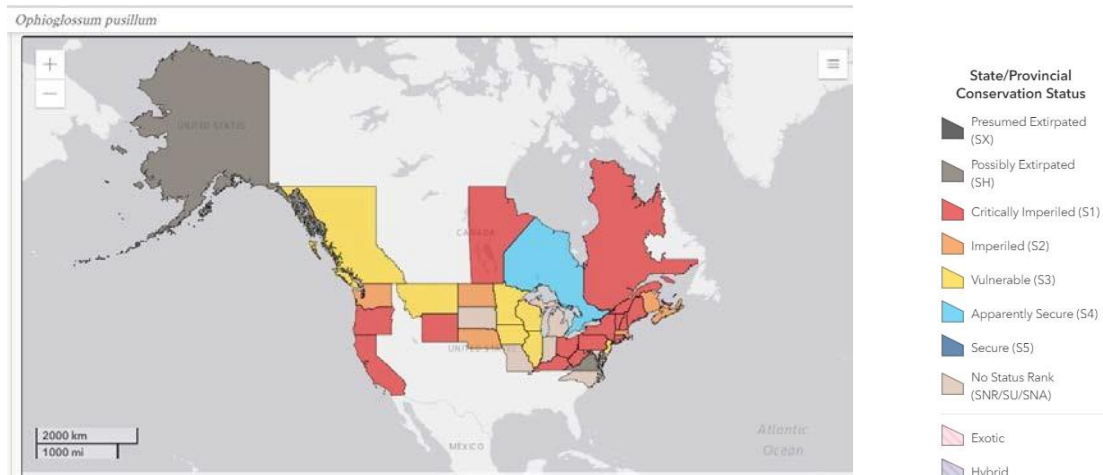 Ophioglossum pusillum
+
UNITED STATES
CANADA
UNITED STATES
MEXICO
Atlantic
Ocean
2000 km
1000 mi
State/Provincial
Conservation Status
Presumed Extirpated
(SX)
Possibly Extirpated
(SH)
Critically Imperiled (S1)
Imperiled (S2)
Vulnerable (S3)
Apparently Secure (S4)
Secure (S5)
No Status Rank
(SNR/SU/SNA)
Exotic
Hybrid